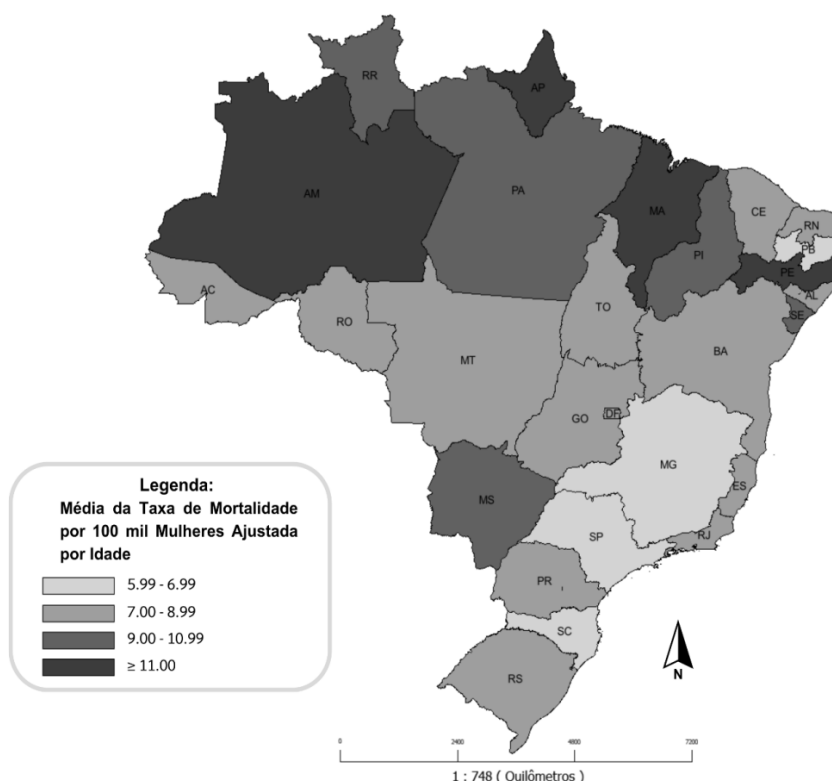 RR
AP
AM
PA
MA
CE
RN
PB
PI
PE
AC
AL
SE
TO
RO
BA
MT
GO
DF
MG
ES
MS
SP
RJ
PR
SC
RS
Legenda:
Média da Taxa de Mortalidade
por 100 mil Mulheres Ajustada
por Idade
5.99 - 6.99
7.00 - 8.99
9.00 - 10.99
≥ 11.00
N
0 2400 4800 7200
1 : 748 ( Quilômetros )